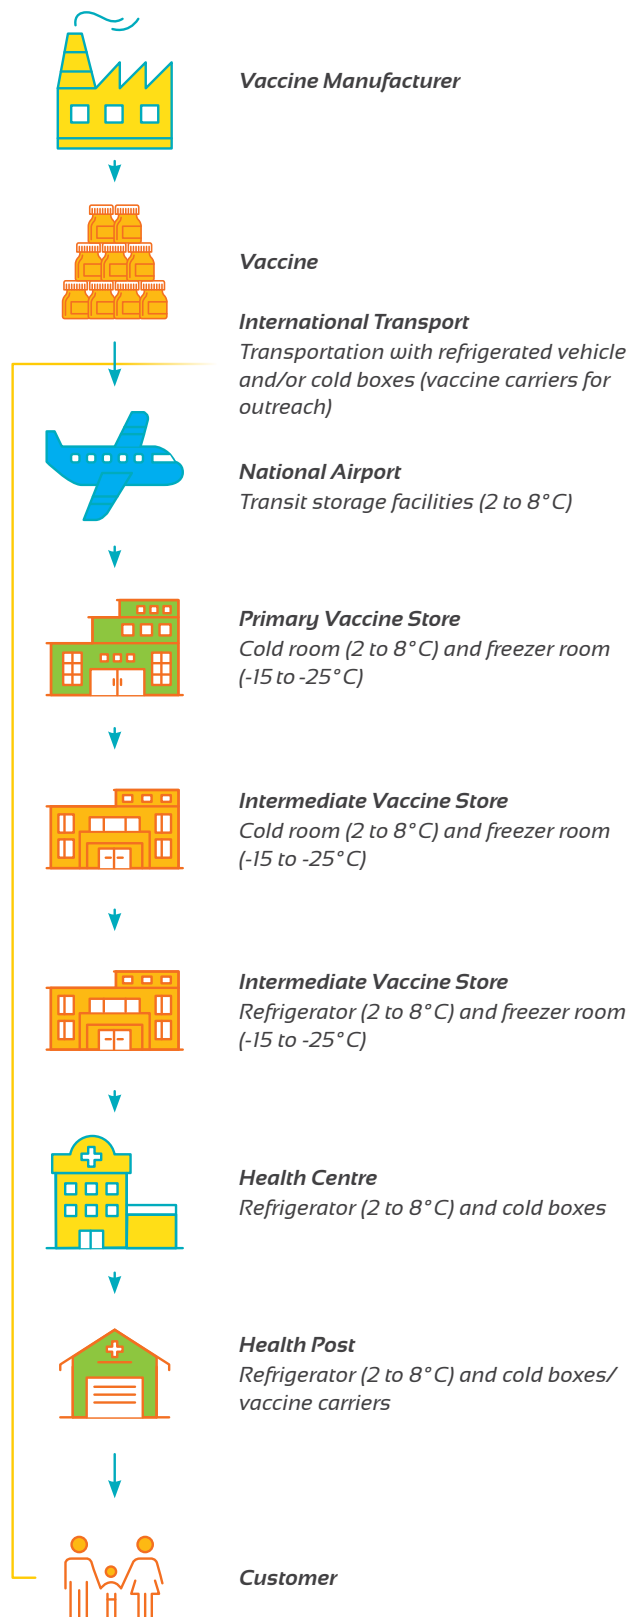 Vaccine Manufacturer
Vaccine
International Transport
Transportation with refrigerated vehicle
and/or cold boxes (vaccine carriers for
outreach)
National Airport
Transit storage facilities (2 to 8°C)
Primary Vaccine Store
Cold room (2 to 8°C) and freezer room
(-15 to -25°C)
Intermediate Vaccine Store
Cold room (2 to 8°C) and freezer room
(-15 to -25°C)
Intermediate Vaccine Store
Refrigerator (2 to 8°C) and freezer room
(-15 to -25°C)
Health Centre
Refrigerator (2 to 8°C) and cold boxes
Health Post
Refrigerator (2 to 8°C) and cold boxes/
vaccine carriers
Customer